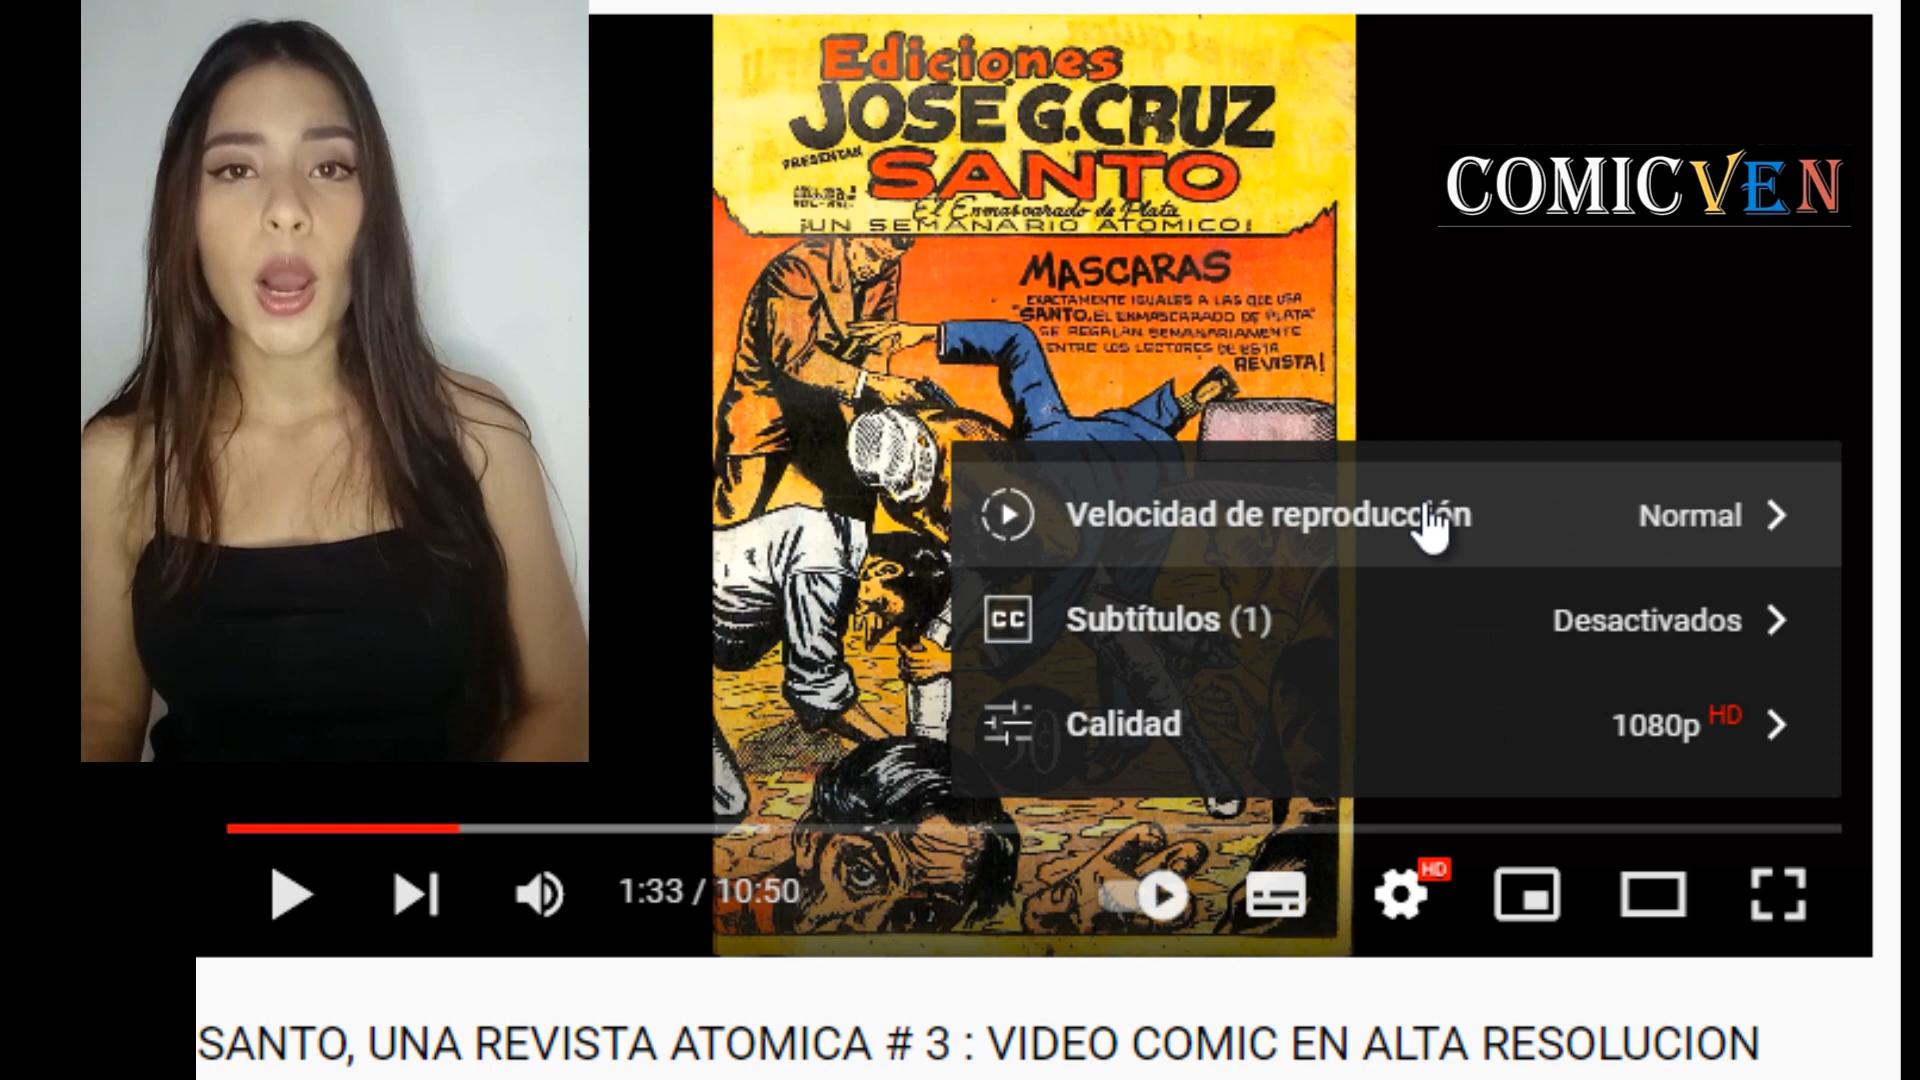 Ediciones
JOSE G. CRUZ
PRESENTAN
SANTO
El Enmascarado de Plata
¡UN SEMANARIO ATOMICO!
COMICVEN
MASCARAS
EXACTAMENTE IGUALES A LAS QUE USA
"SANTO, EL ENMASCARADO DE PLATA"
SE REGALAN SEMANARIAMENTE
ENTRE LOS LECTORES DE ESTA
REVISTA!
Velocidad de reproducción Normal
CC Subtítulos (1) Desactivados
Calidad 1080p HD
1:33 / 10:50
HD
SANTO, UNA REVISTA ATOMICA # 3 : VIDEO COMIC EN ALTA RESOLUCION